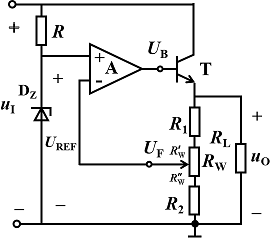 +
R
+
A
-
U_B
T
D_Z
+
u_I
U_REF
U_F
R_1
R'_W
R_W
R''_W
R_2
R_L
+
u_O
−
−
−